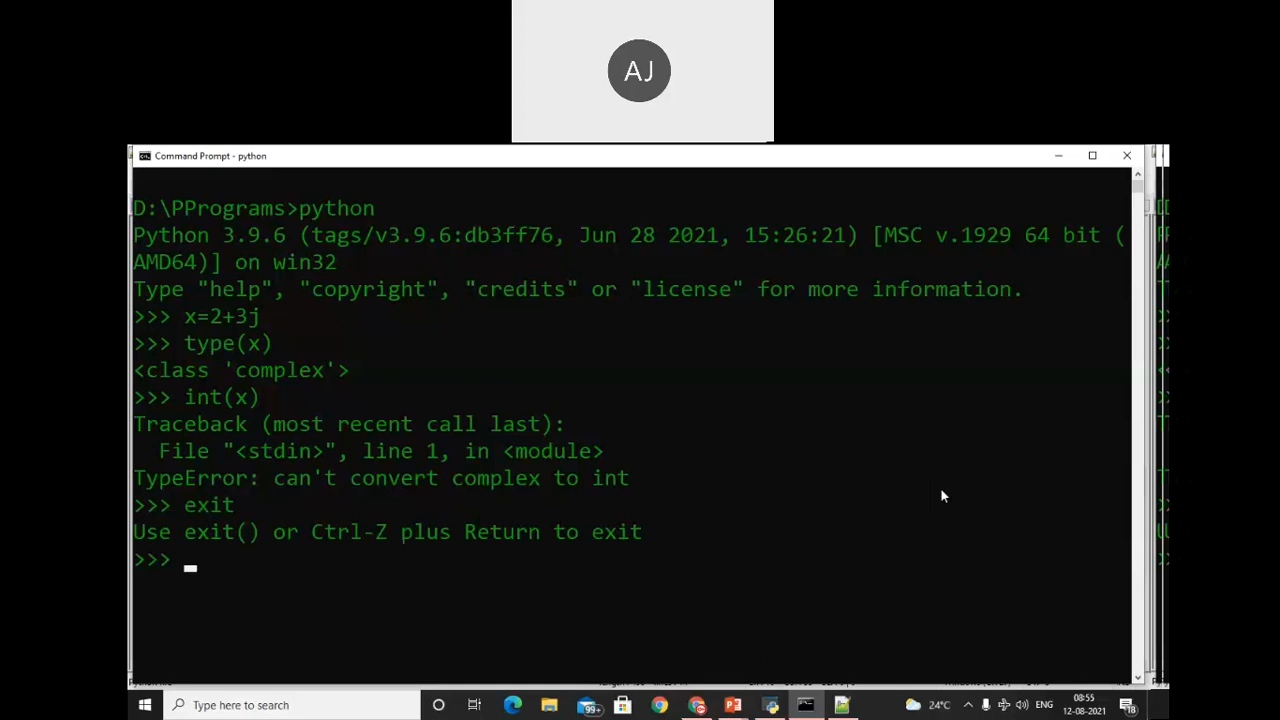 AJ
Command Prompt - python
D:\PPrograms>python
Python 3.9.6 (tags/v3.9.6:db3ff76, Jun 28 2021, 15:26:21) [MSC v.1929 64 bit (
AMD64)] on win32
Type "help", "copyright", "credits" or "license" for more information.
>>> x=2+3j
>>> type(x)
<class 'complex'>
>>> int(x)
Traceback (most recent call last):
  File "<stdin>", line 1, in <module>
TypeError: can't convert complex to int
>>> exit
Use exit() or Ctrl-Z plus Return to exit
>>>
Type here to search
99+
24°C
ENG
08:55
12-08-2021
18